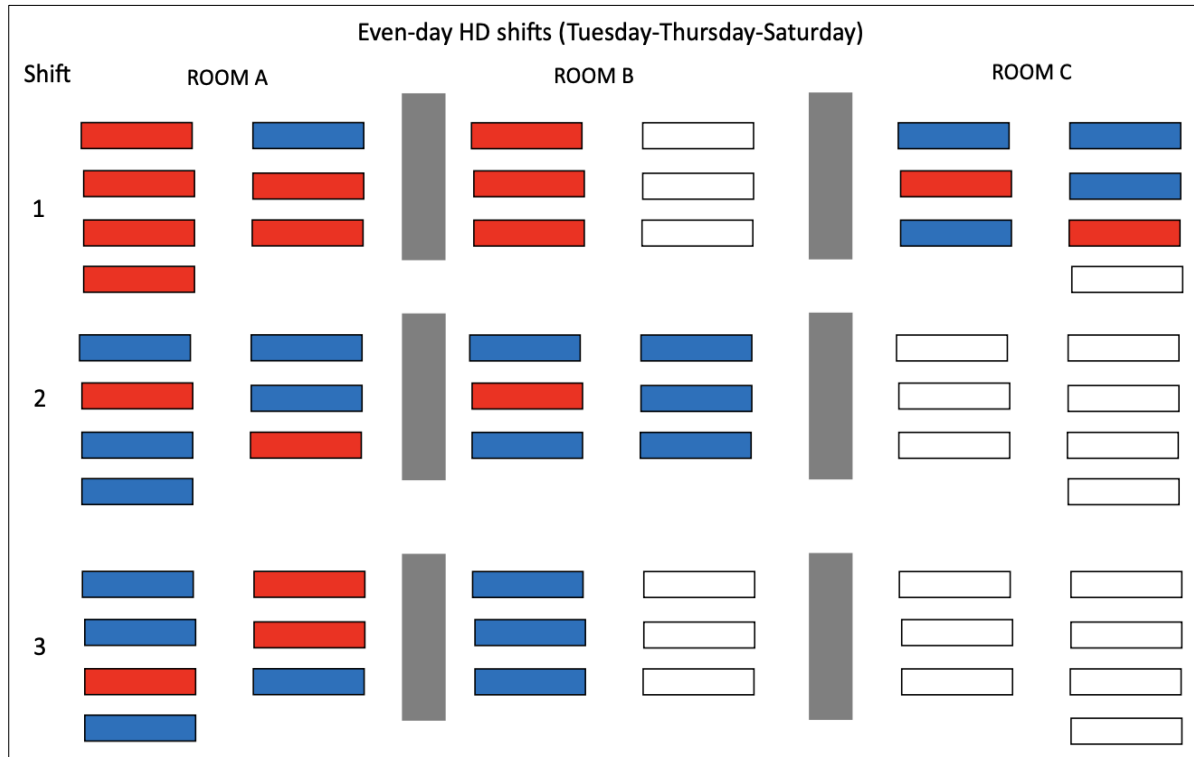 Even-day HD shifts (Tuesday-Thursday-Saturday)
Shift
ROOM A
ROOM B
ROOM C
1
2
3